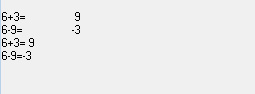 6+3=                9
6-9=               -3
6+3= 9
6-9=-3